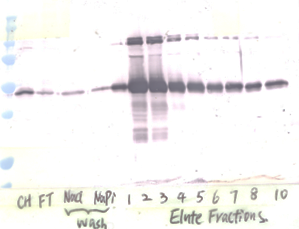 CH FT NaCl NaPi 1 2 3 4 5 6 7 8 10
Wash Elute Fractions